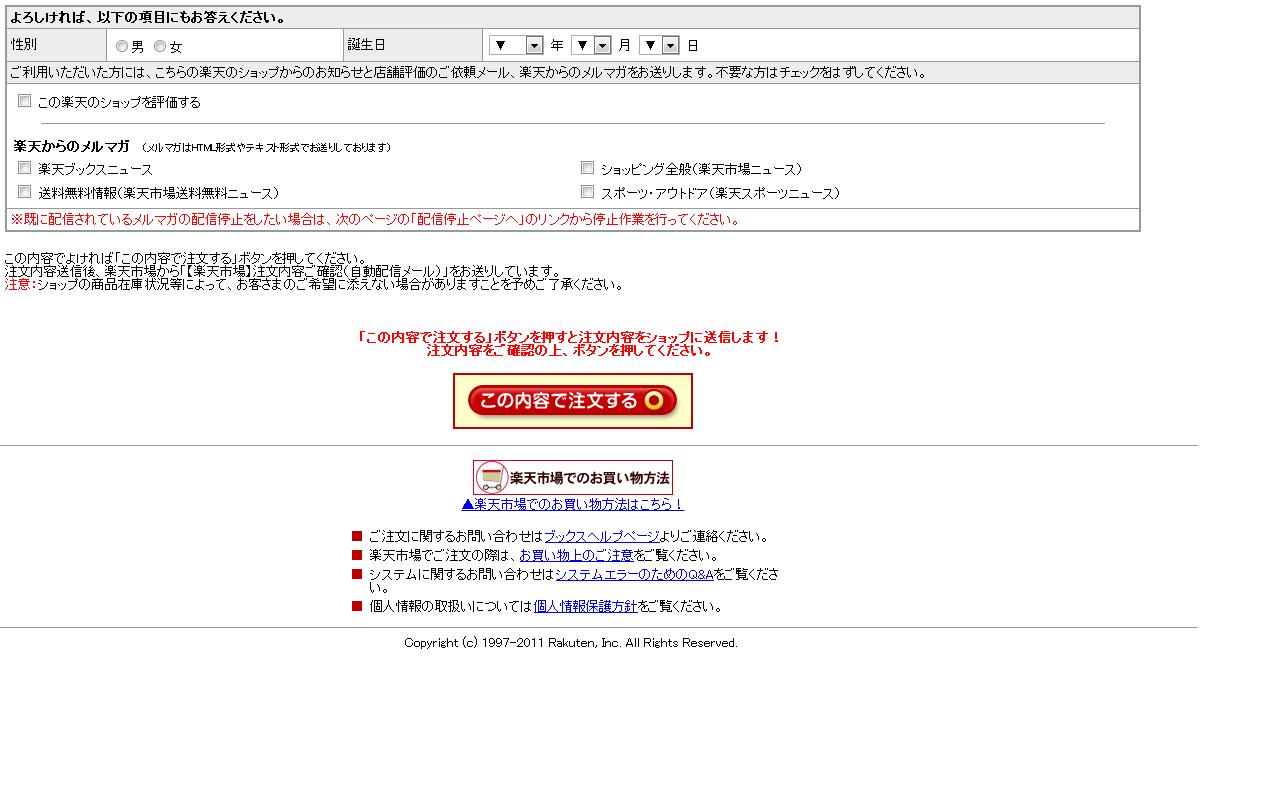 よろしければ、以下の項目にもお答えください。
性別 男 女 誕生日 ▼ 年 ▼ 月 ▼ 日
ご利用いただいた方には、こちらの楽天のショップからのお知らせと店舗評価のご依頼メール、楽天からのメルマガをお送りします。不要な方はチェックをはずしてください。
この楽天のショップを評価する
楽天からのメルマガ (メルマガはHTML形式やテキスト形式でお送りしております)
楽天ブックスニュース ショッピング全般(楽天市場ニュース)
送料無料情報(楽天市場送料無料ニュース) スポーツ・アウトドア(楽天スポーツニュース)
※既に配信されているメルマガの配信停止をしたい場合は、次のページの「配信停止ページへ」のリンクから停止作業を行ってください。
この内容でよければ「この内容で注文する」ボタンを押してください。
注文内容送信後、楽天市場から「【楽天市場】注文内容ご確認(自動配信メール)」をお送りしています。
注意:ショップの商品在庫状況等によって、お客さまのご希望に添えない場合がありますことを予めご了承ください。
「この内容で注文する」ボタンを押すと注文内容をショップに送信します!
注文内容をご確認の上、ボタンを押してください。
この内容で注文する
楽天市場でのお買い物方法
▲楽天市場でのお買い物方法はこちら!
■ ご注文に関するお問い合わせはブックスヘルプページよりご連絡ください。
■ 楽天市場でご注文の際は、お買い物上のご注意をご覧ください。
■ システムに関するお問い合わせはシステムエラーのためのQ&Aをご覧くださ
い。
■ 個人情報の取扱いについては個人情報保護方針をご覧ください。
Copyright (c) 1997-2011 Rakuten, Inc. All Rights Reserved.